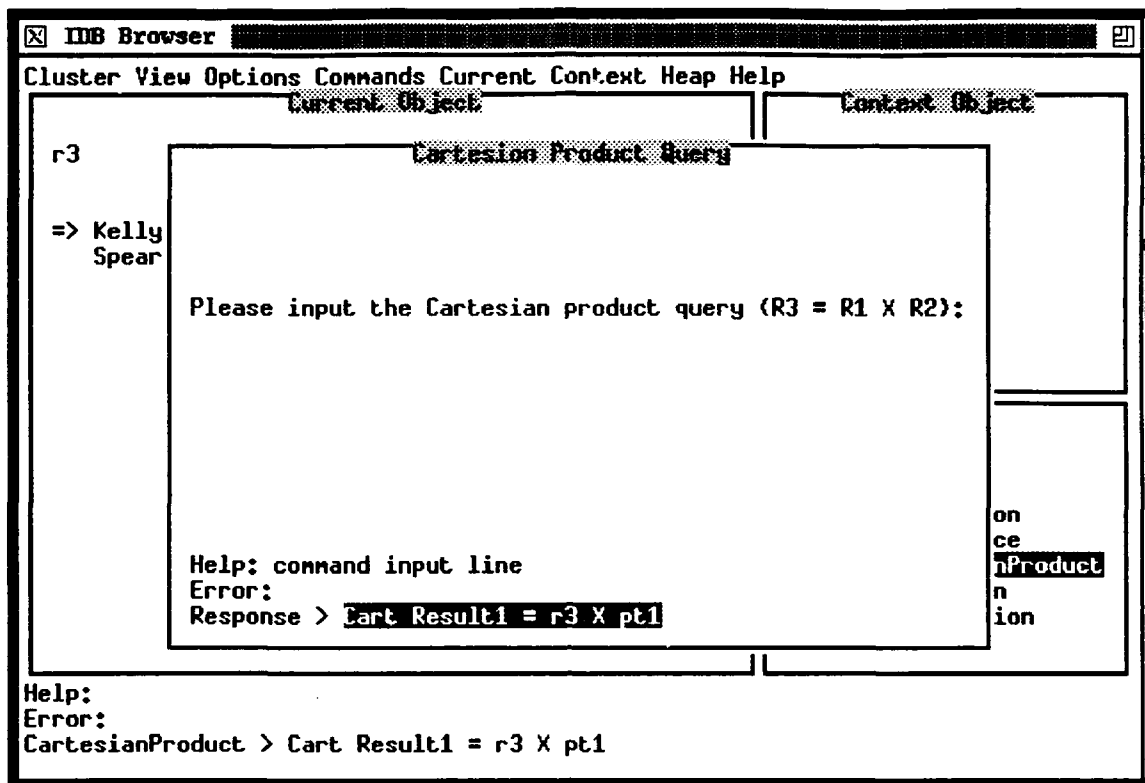 IDB Browser
Cluster View Options Commands Current Context Heap Help
Current Object
Context Object
r3
Cartesion Product Query
=> Kelly
Spear
Please input the Cartesian product query (R3 = R1 X R2):
on
ce
nProduct
n
ion
Help: command input line
Error:
Response > Cart Result1 = r3 X pt1
Help:
Error:
CartesianProduct > Cart Result1 = r3 X pt1